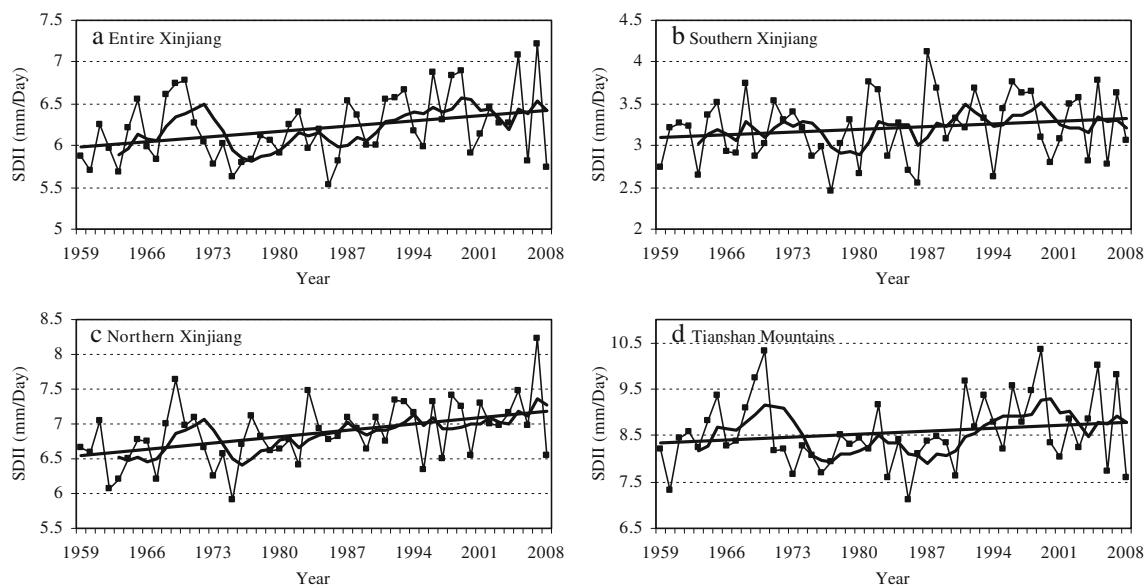 a Entire Xinjiang
SDII (mm/Day)
7.5
7
6.5
6
5.5
5
1959 1966 1973 1980 1987 1994 2001 2008
Year
b Southern Xinjiang
SDII (mm/Day)
4.5
4
3.5
3
2.5
2
1959 1966 1973 1980 1987 1994 2001 2008
Year
c Northern Xinjiang
SDII (mm/Day)
8.5
8
7.5
7
6.5
6
5.5
1959 1966 1973 1980 1987 1994 2001 2008
Year
d Tianshan Mountains
SDII (mm/Day)
10.5
9.5
8.5
7.5
6.5
1959 1966 1973 1980 1987 1994 2001 2008
Year